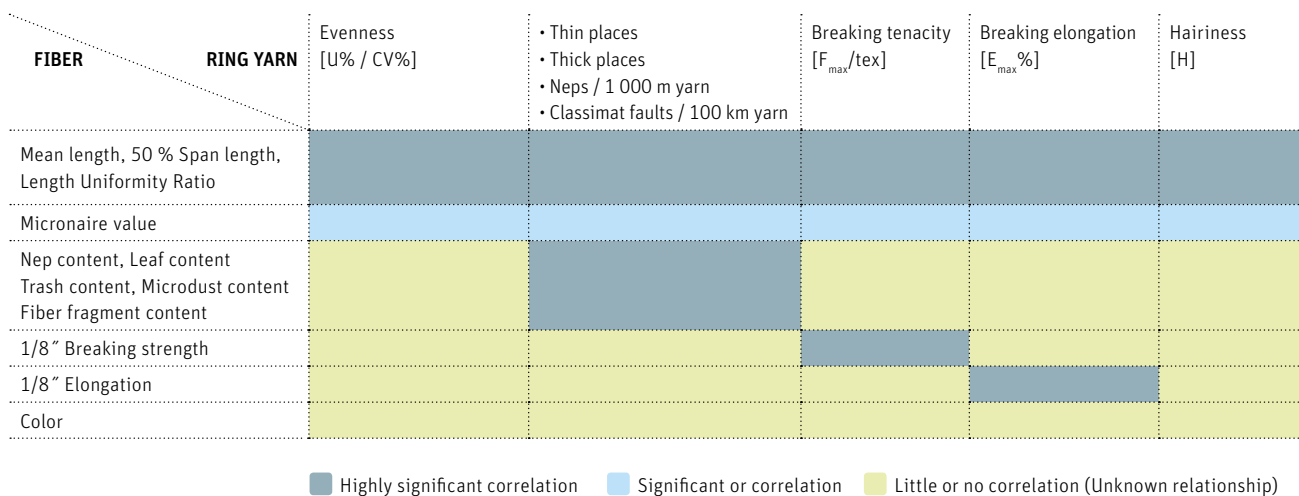 FIBER
RING YARN
Evenness
[U% / CV%]
• Thin places
• Thick places
• Neps / 1 000 m yarn
• Classimat faults / 100 km yarn
Breaking tenacity
[Fmax/tex]
Breaking elongation
[Emax%]
Hairiness
[H]
Mean length, 50 % Span length,
Length Uniformity Ratio
Micronaire value
Nep content, Leaf content
Trash content, Microdust content
Fiber fragment content
1/8˝ Breaking strength
1/8˝ Elongation
Color
Highly significant correlation
Significant or correlation
Little or no correlation (Unknown relationship)